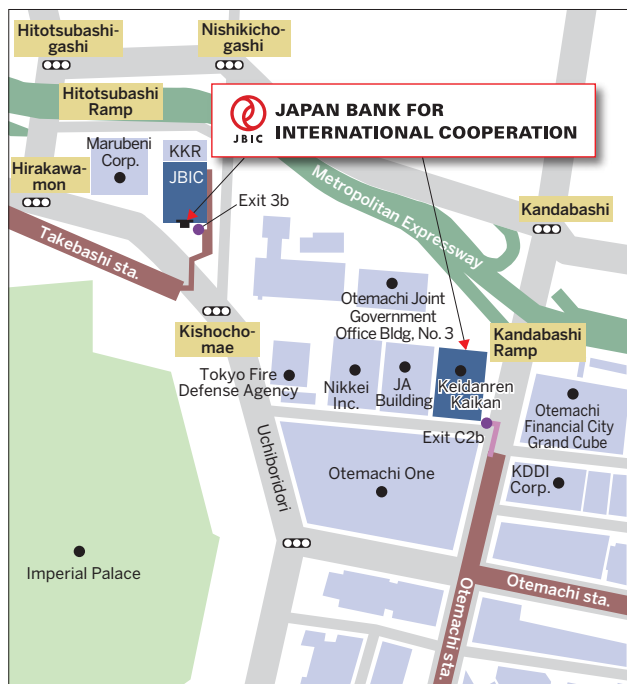 Hitotsubashi-
gashi
Nishikicho-
gashi
Hitotsubashi
Ramp
JBIC
JAPAN BANK FOR
INTERNATIONAL COOPERATION
Marubeni
Corp.
KKR
JBIC
Hirakawa-
mon
Exit 3b
Metropolitan Expressway
Kandabashi
Takebashi sta.
Kishocho-
mae
Otemachi Joint
Government
Office Bldg, No. 3
Kandabashi
Ramp
Tokyo Fire
Defense Agency
Nikkei
Inc.
JA
Building
Keidanren
Kaikan
Otemachi
Financial City
Grand Cube
Exit C2b
Uchiboridori
Otemachi One
KDDI
Corp.
Imperial Palace
Otemachi sta.
Otemachi sta.